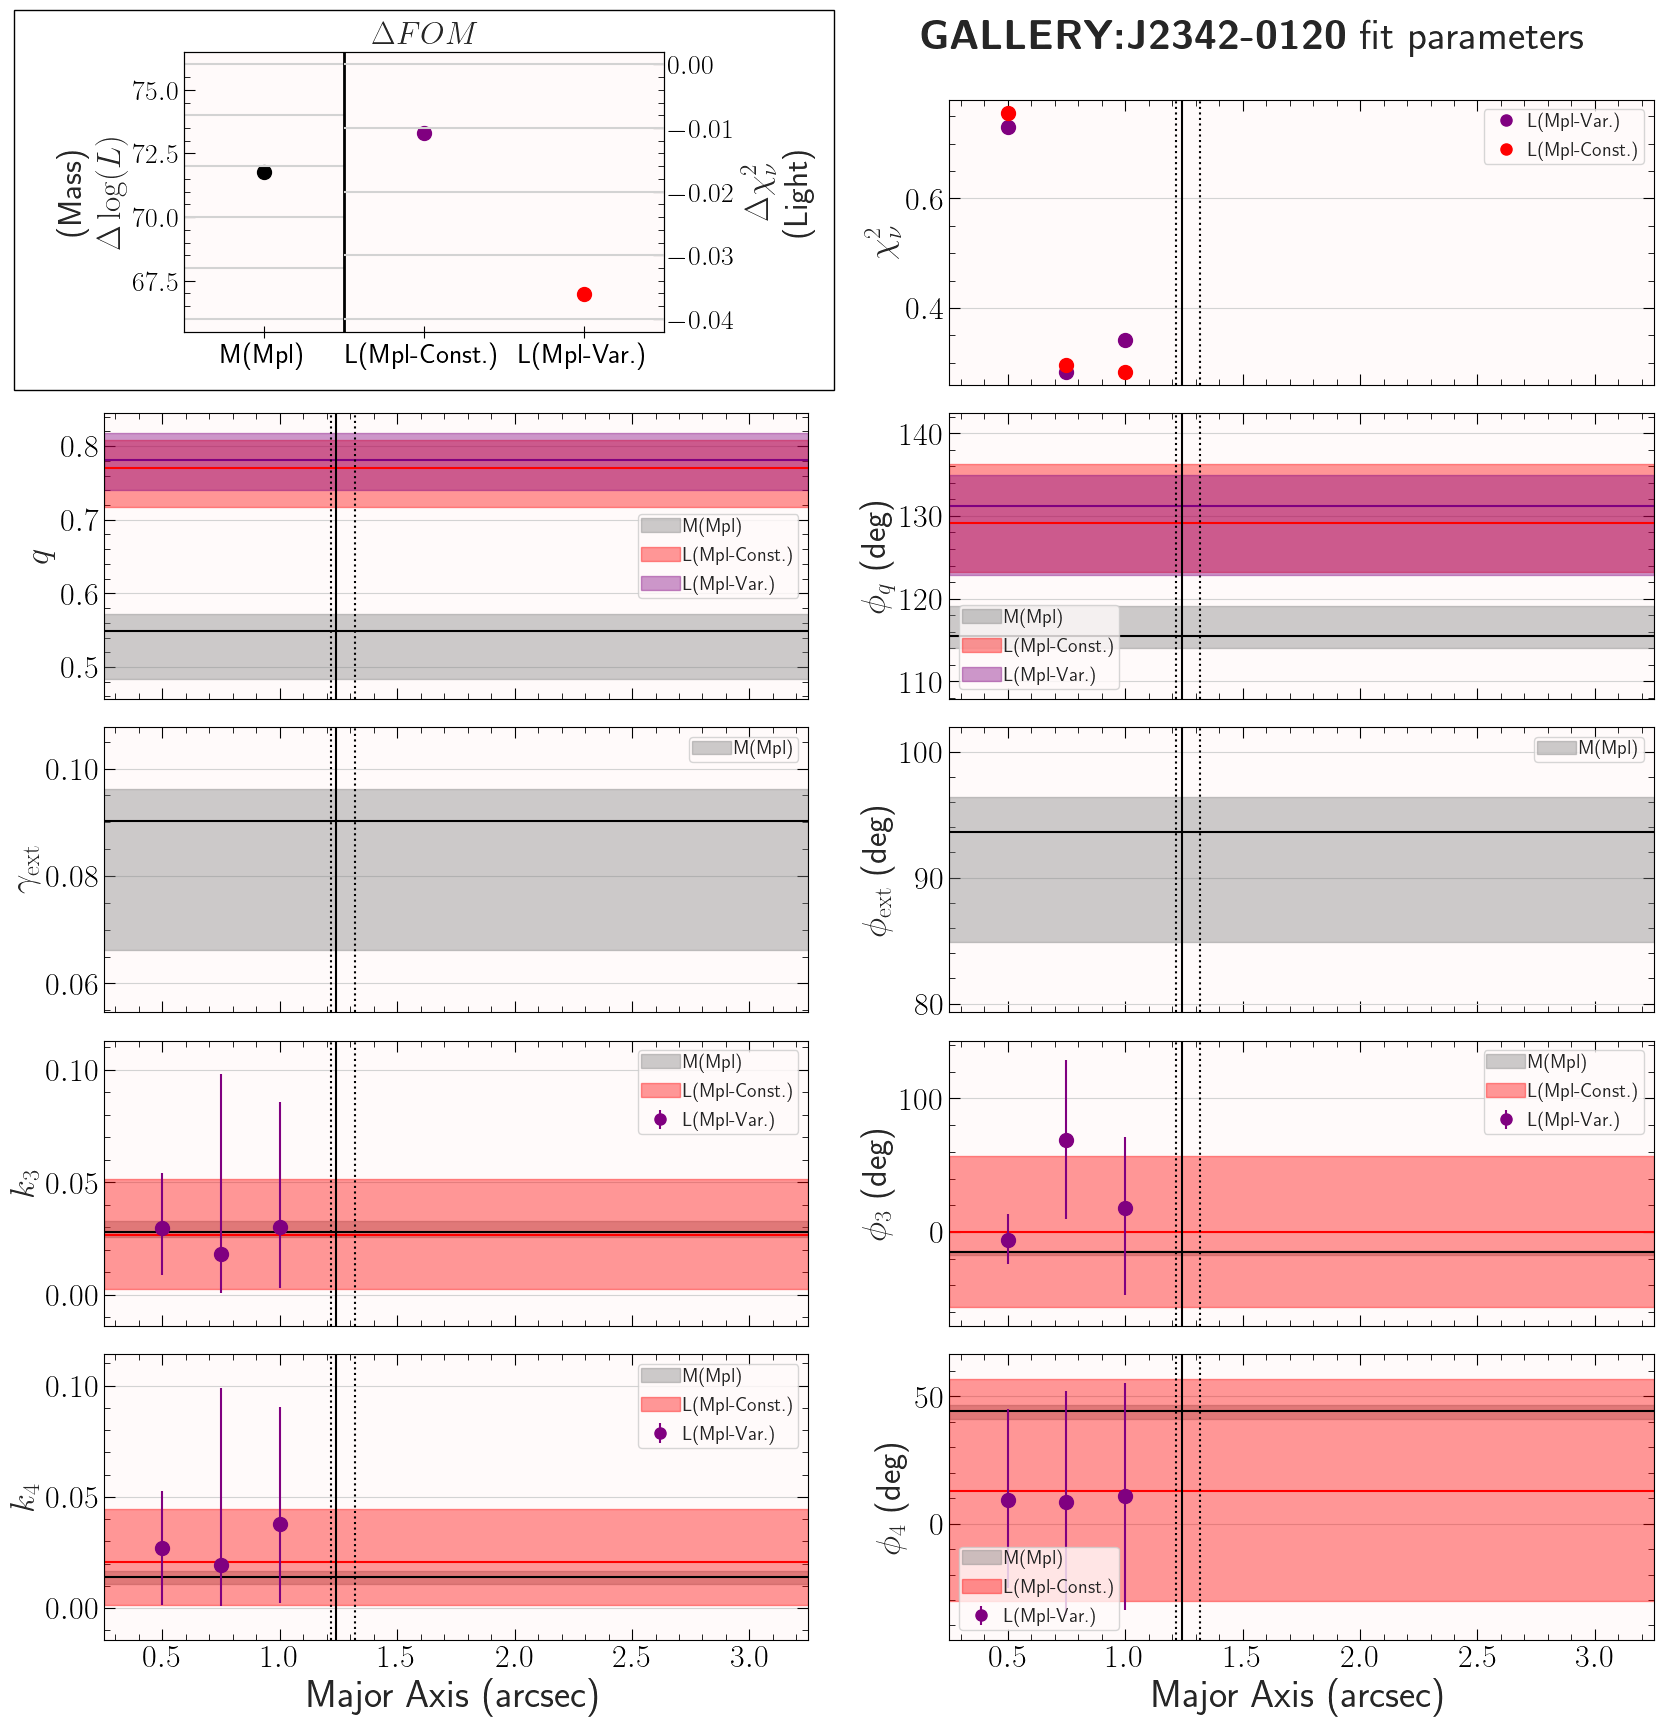 ΔFOM
GALLERY:J2342-0120 fit parameters
(Mass)
Δ log(L)
75.0
72.5
70.0
67.5
0.00
−0.01
−0.02
−0.03
−0.04
Δχ²ᵥ
(Light)
M(Mpl)
L(Mpl-Const.)
L(Mpl-Var.)
χ²ᵥ
0.6
0.4
L(Mpl-Var.)
L(Mpl-Const.)
q
0.8
0.7
0.6
0.5
M(Mpl)
L(Mpl-Const.)
L(Mpl-Var.)
ϕq (deg)
140
130
120
110
M(Mpl)
L(Mpl-Const.)
L(Mpl-Var.)
γext
0.10
0.08
0.06
M(Mpl)
ϕext (deg)
100
90
80
M(Mpl)
k3
0.10
0.05
0.00
M(Mpl)
L(Mpl-Const.)
L(Mpl-Var.)
ϕ3 (deg)
100
0
M(Mpl)
L(Mpl-Const.)
L(Mpl-Var.)
k4
0.10
0.05
0.00
M(Mpl)
L(Mpl-Const.)
L(Mpl-Var.)
0.5 1.0 1.5 2.0 2.5 3.0
Major Axis (arcsec)
ϕ4 (deg)
50
0
M(Mpl)
L(Mpl-Const.)
L(Mpl-Var.)
0.5 1.0 1.5 2.0 2.5 3.0
Major Axis (arcsec)